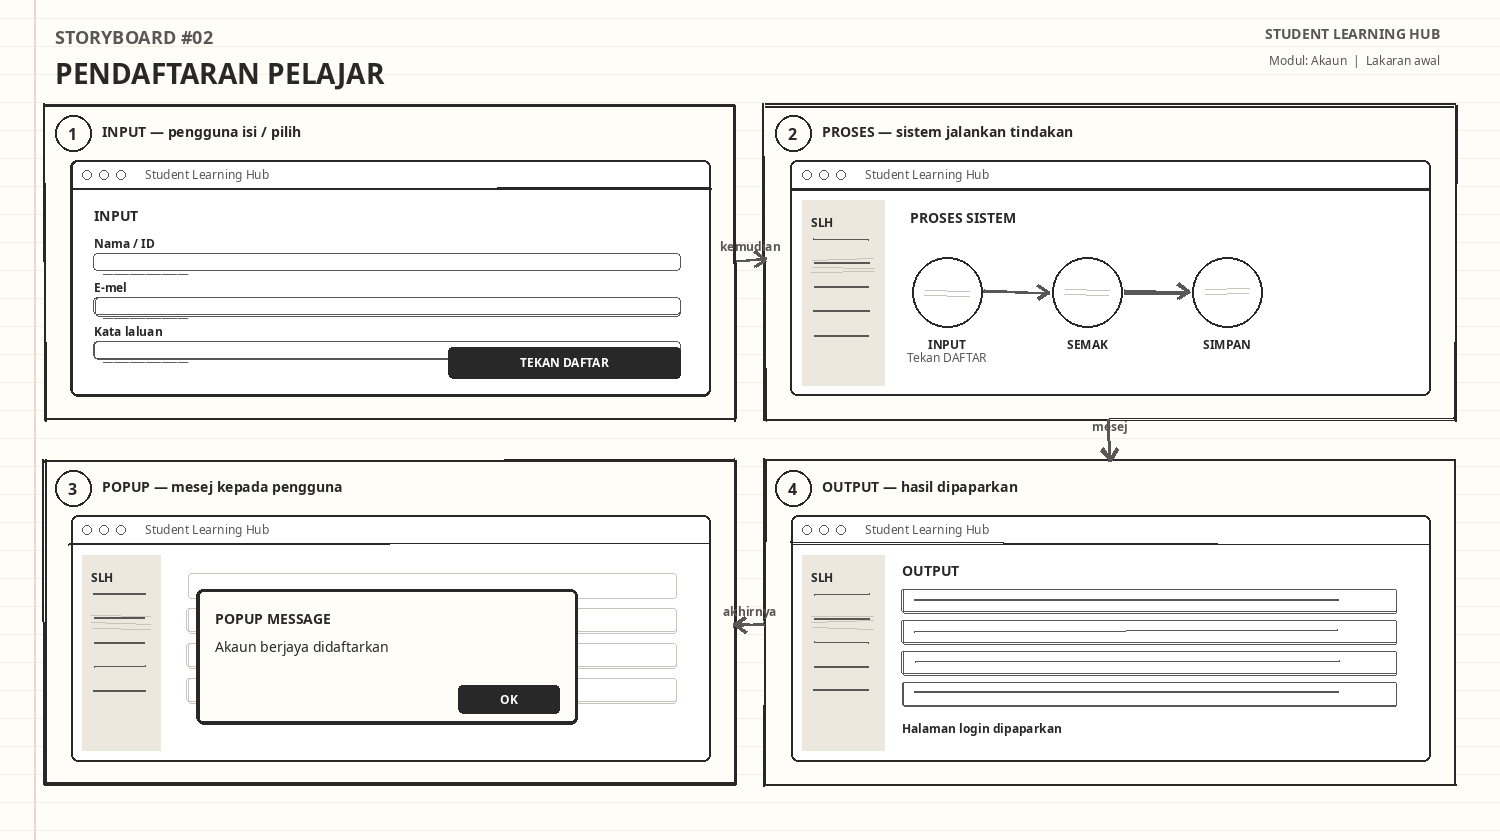 STORYBOARD #02
PENDAFTARAN PELAJAR
STUDENT LEARNING HUB
Modul: Akaun | Lakaran awal
1
INPUT — pengguna isi / pilih
Student Learning Hub
INPUT
Nama / ID
E-mel
Kata laluan
TEKAN DAFTAR
kemudian
2
PROSES — sistem jalankan tindakan
Student Learning Hub
SLH
PROSES SISTEM
INPUT
Tekan DAFTAR
SEMAK
SIMPAN
mesej
3
POPUP — mesej kepada pengguna
Student Learning Hub
SLH
POPUP MESSAGE
Akaun berjaya didaftarkan
OK
akhirnya
4
OUTPUT — hasil dipaparkan
Student Learning Hub
SLH
OUTPUT
Halaman login dipaparkan